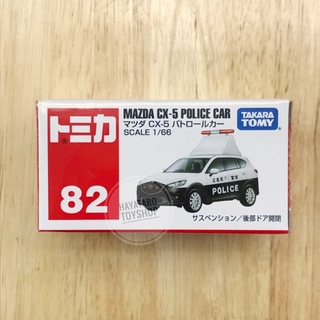 トミカ
82
MAZDA CX-5 POLICE CAR
マツダ CX-5 パトロールカー
SCALE 1/66
TAKARA
TOMY
POLICE
HAYATARO
TOYSHOP
サスペンション/後部ドア開閉